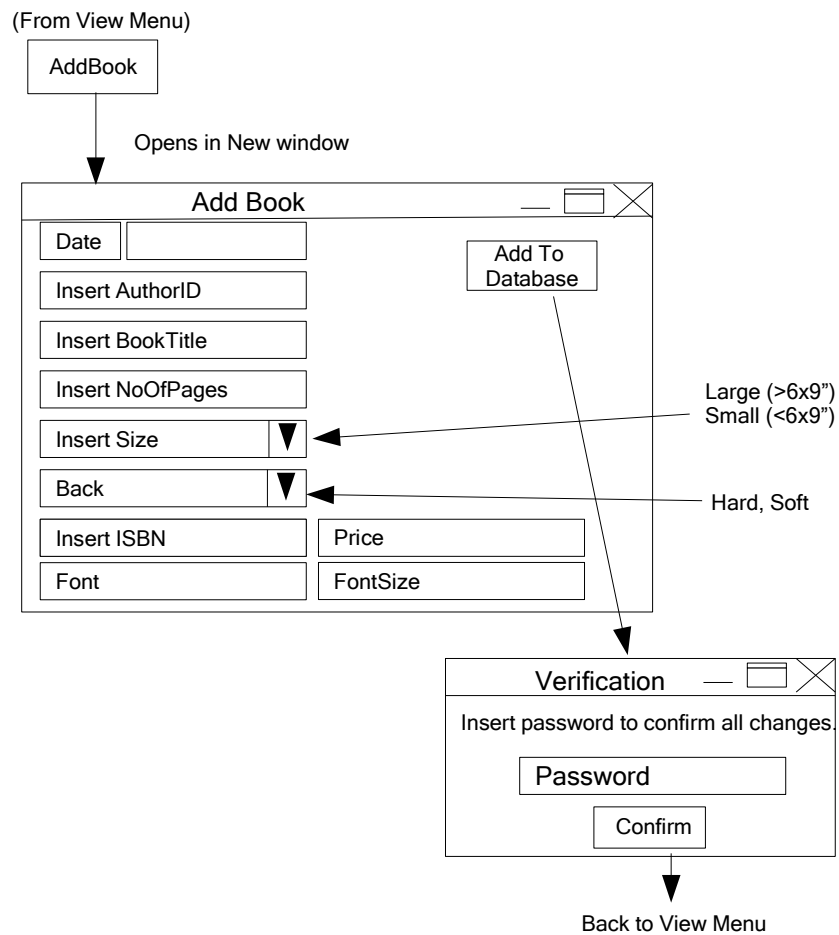 (From View Menu)
AddBook
Opens in New window
Add Book
Date
Add To
Database
Insert AuthorID
Insert BookTitle
Insert NoOfPages
Large (>6x9”)
Small (<6x9”)
Insert Size
Back
Hard, Soft
Insert ISBN
Price
Font
FontSize
Verification
Insert password to confirm all changes.
Password
Confirm
Back to View Menu